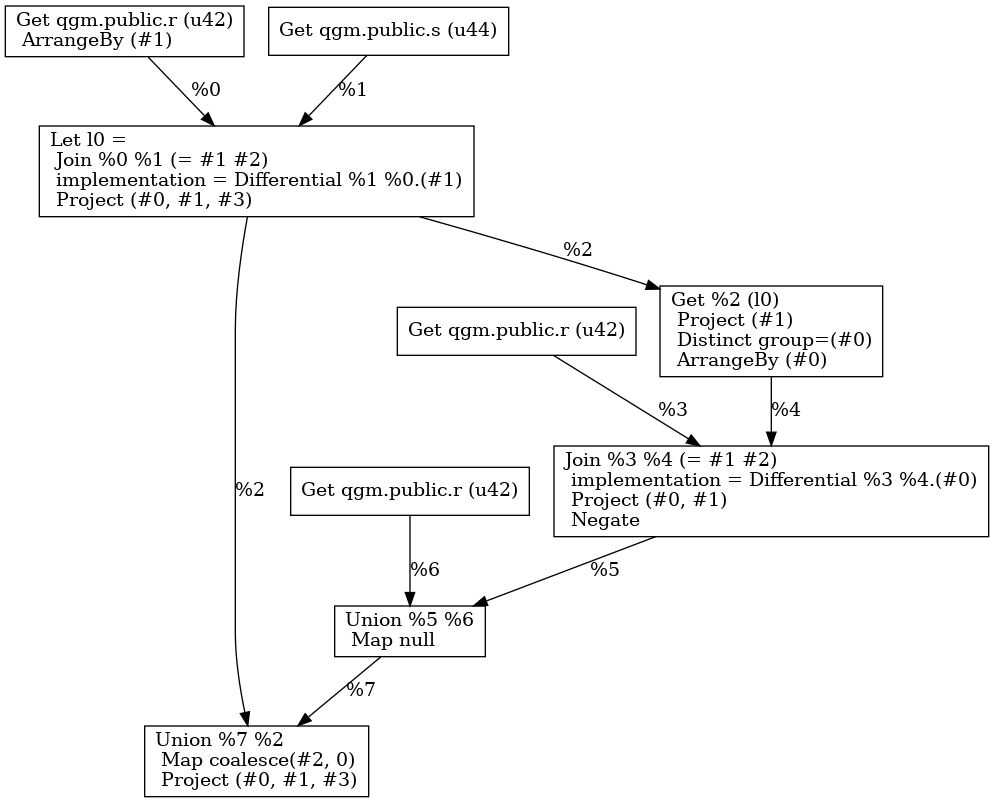 Get qgm.public.r (u42)
ArrangeBy (#1)
Get qgm.public.s (u44)
%0
%1
Let l0 =
Join %0 %1 (= #1 #2)
implementation = Differential %1 %0.(#1)
Project (#0, #1, #3)
%2
Get %2 (l0)
Project (#1)
Distinct group=(#0)
ArrangeBy (#0)
Get qgm.public.r (u42)
%3
%4
Join %3 %4 (= #1 #2)
implementation = Differential %3 %4.(#0)
Project (#0, #1)
Negate
Get qgm.public.r (u42)
%2
%6
%5
Union %5 %6
Map null
%7
Union %7 %2
Map coalesce(#2, 0)
Project (#0, #1, #3)